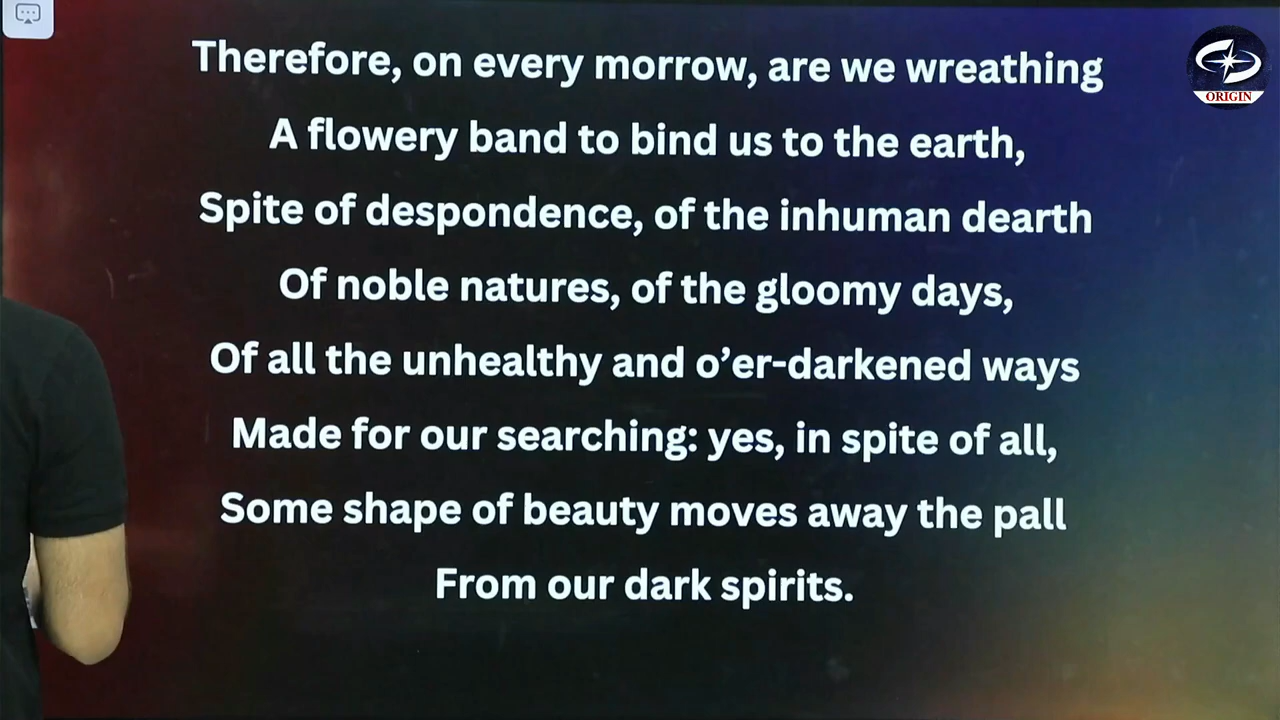 Therefore, on every morrow, are we wreathing
A flowery band to bind us to the earth,
Spite of despondence, of the inhuman dearth
Of noble natures, of the gloomy days,
Of all the unhealthy and o’er-darkened ways
Made for our searching: yes, in spite of all,
Some shape of beauty moves away the pall
From our dark spirits.
ORIGIN